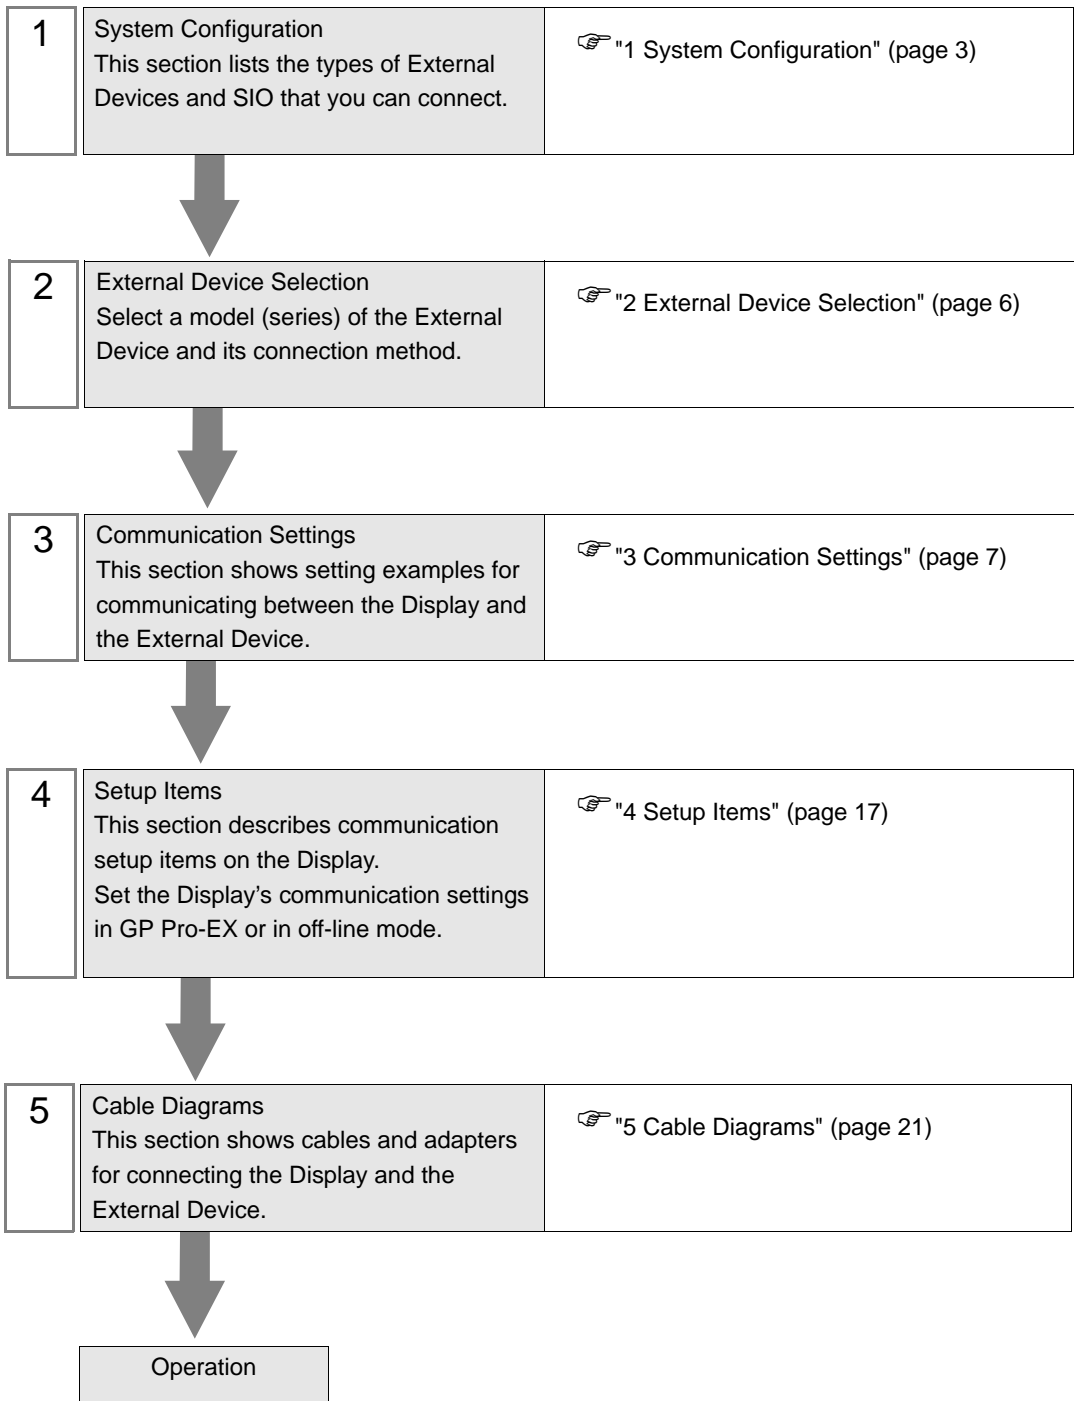 1
System Configuration
This section lists the types of External
Devices and SIO that you can connect.
"1 System Configuration" (page 3)
2
External Device Selection
Select a model (series) of the External
Device and its connection method.
"2 External Device Selection" (page 6)
3
Communication Settings
This section shows setting examples for
communicating between the Display and
the External Device.
"3 Communication Settings" (page 7)
4
Setup Items
This section describes communication
setup items on the Display.
Set the Display’s communication settings
in GP Pro-EX or in off-line mode.
"4 Setup Items" (page 17)
5
Cable Diagrams
This section shows cables and adapters
for connecting the Display and the
External Device.
"5 Cable Diagrams" (page 21)
Operation